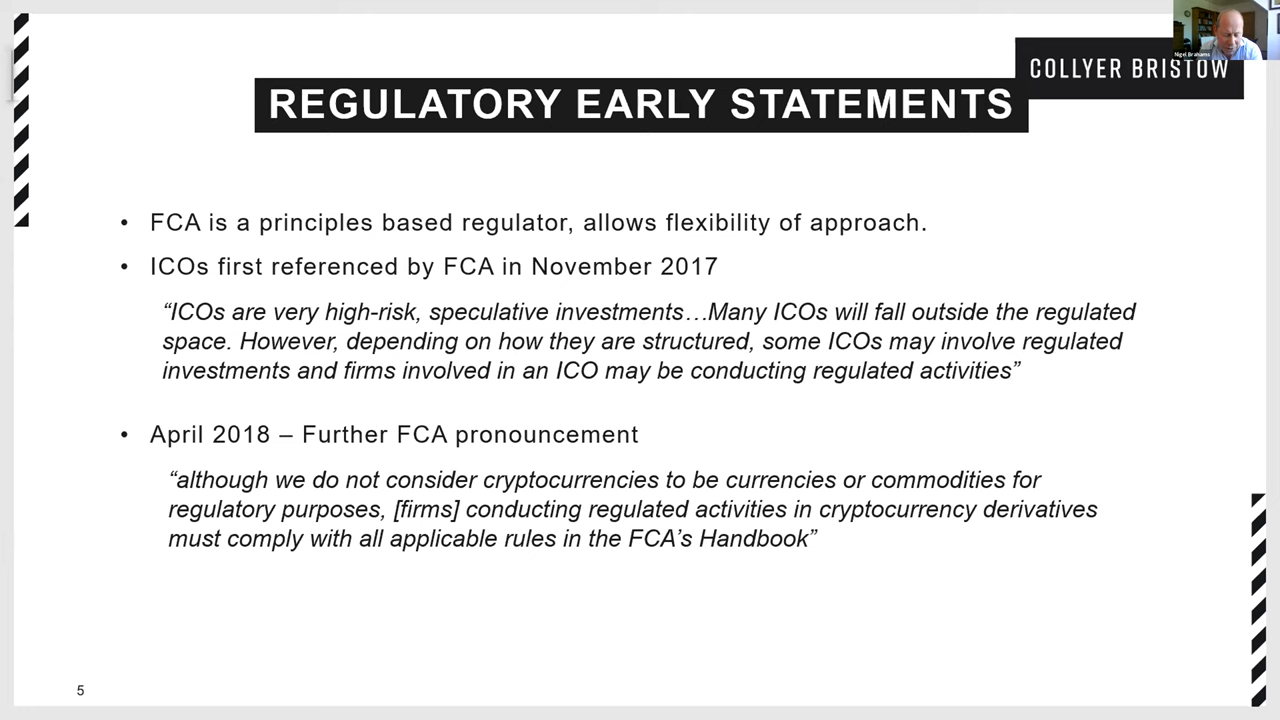 Nigel Brahams
COLLYER BRISTOW
REGULATORY EARLY STATEMENTS
• FCA is a principles based regulator, allows flexibility of approach.
• ICOs first referenced by FCA in November 2017
“ICOs are very high-risk, speculative investments…Many ICOs will fall outside the regulated
space. However, depending on how they are structured, some ICOs may involve regulated
investments and firms involved in an ICO may be conducting regulated activities”
• April 2018 – Further FCA pronouncement
“although we do not consider cryptocurrencies to be currencies or commodities for
regulatory purposes, [firms] conducting regulated activities in cryptocurrency derivatives
must comply with all applicable rules in the FCA’s Handbook”
5